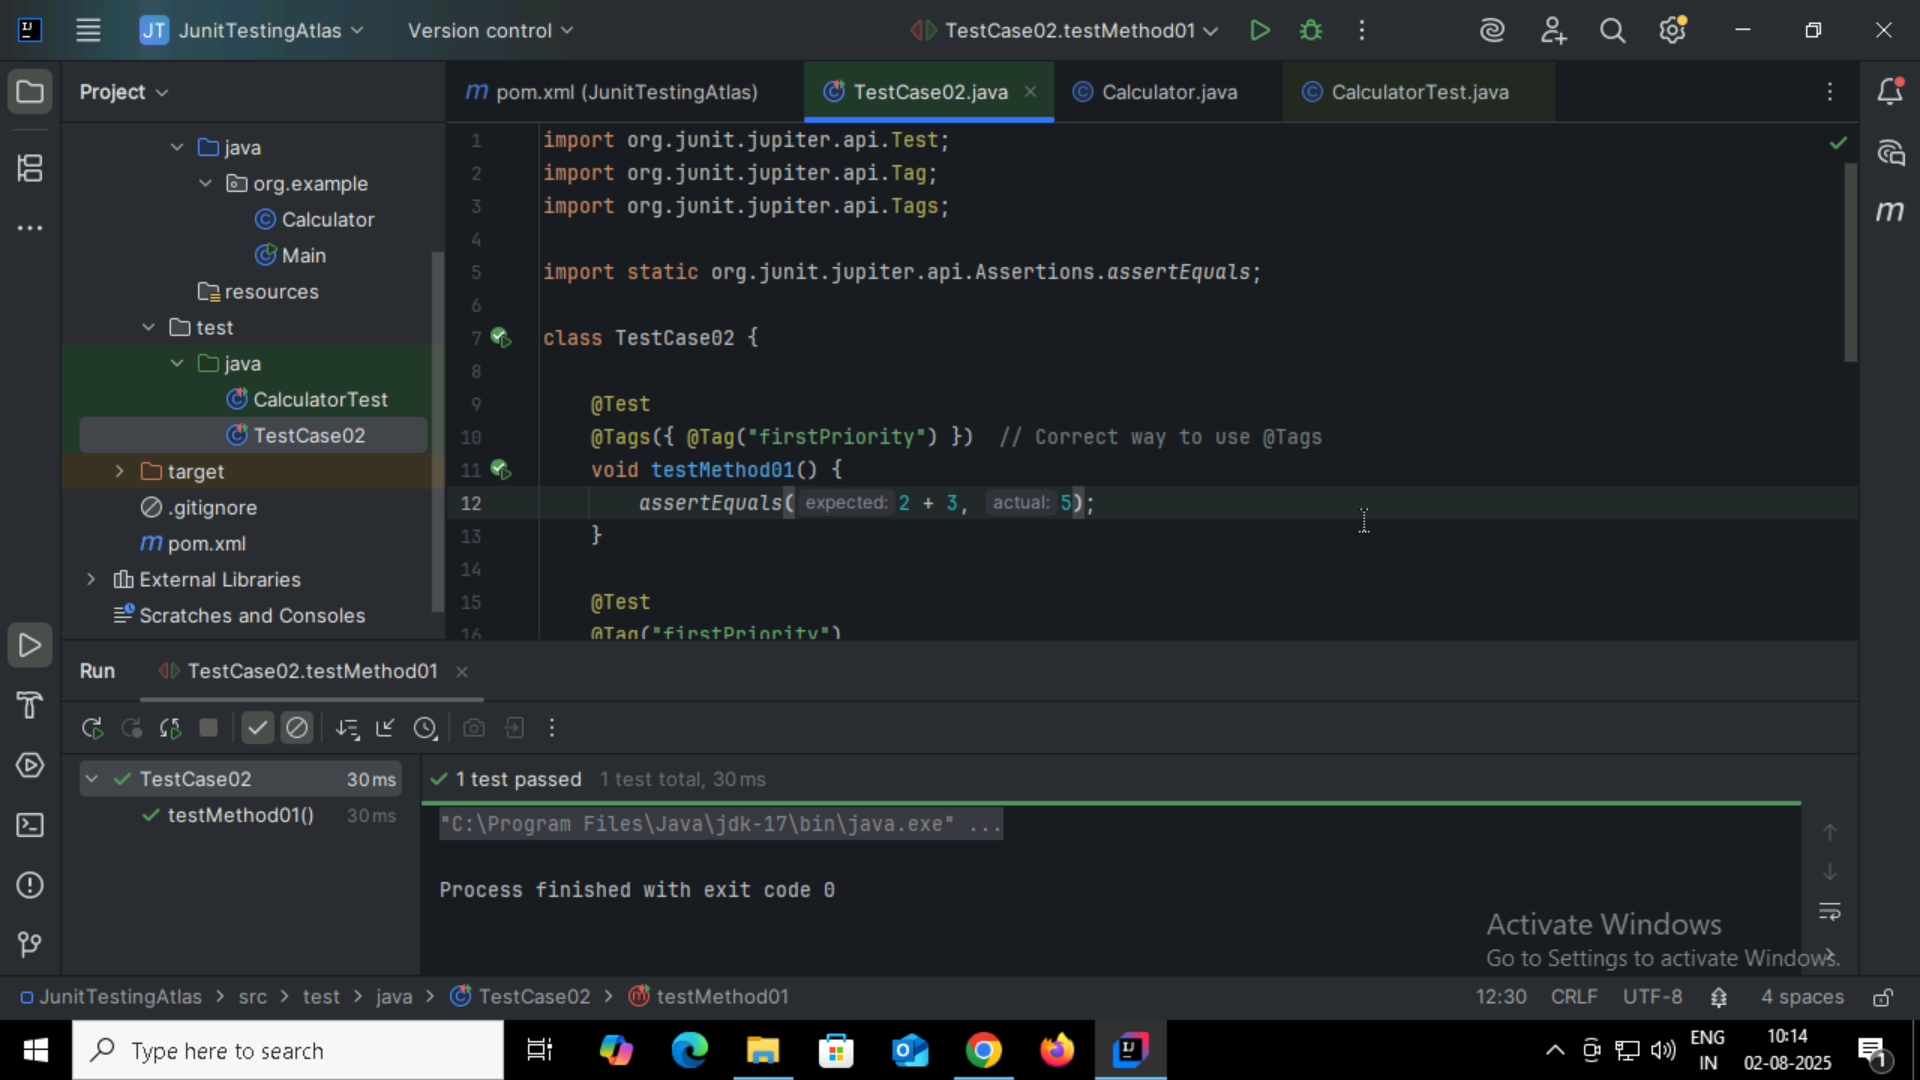 JT JunitTestingAtlas Version control TestCase02.testMethod01
Project
pom.xml (JunitTestingAtlas) TestCase02.java Calculator.java CalculatorTest.java
java
org.example
Calculator
Main
resources
test
java
CalculatorTest
TestCase02
target
.gitignore
pom.xml
External Libraries
Scratches and Consoles
1 import org.junit.jupiter.api.Test;
2 import org.junit.jupiter.api.Tag;
3 import org.junit.jupiter.api.Tags;
4
5 import static org.junit.jupiter.api.Assertions.assertEquals;
6
7 class TestCase02 {
8
9 @Test
10 @Tags({ @Tag("firstPriority") }) // Correct way to use @Tags
11 void testMethod01() {
12 assertEquals( expected: 2 + 3, actual: 5);
13 }
14
15 @Test
16 @Tag("firstPriority")
Run TestCase02.testMethod01
TestCase02 30 ms
testMethod01() 30 ms
1 test passed 1 test total, 30 ms
"C:\Program Files\Java\jdk-17\bin\java.exe" ...
Process finished with exit code 0
Activate Windows
Go to Settings to activate Windows.
JunitTestingAtlas > src > test > java > TestCase02 > testMethod01
12:30 CRLF UTF-8 4 spaces
Type here to search
ENG
IN
10:14
02-08-2025
1